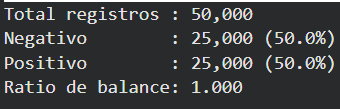 Total registros : 50,000
Negativo        : 25,000 (50.0%)
Positivo        : 25,000 (50.0%)
Ratio de balance: 1.000